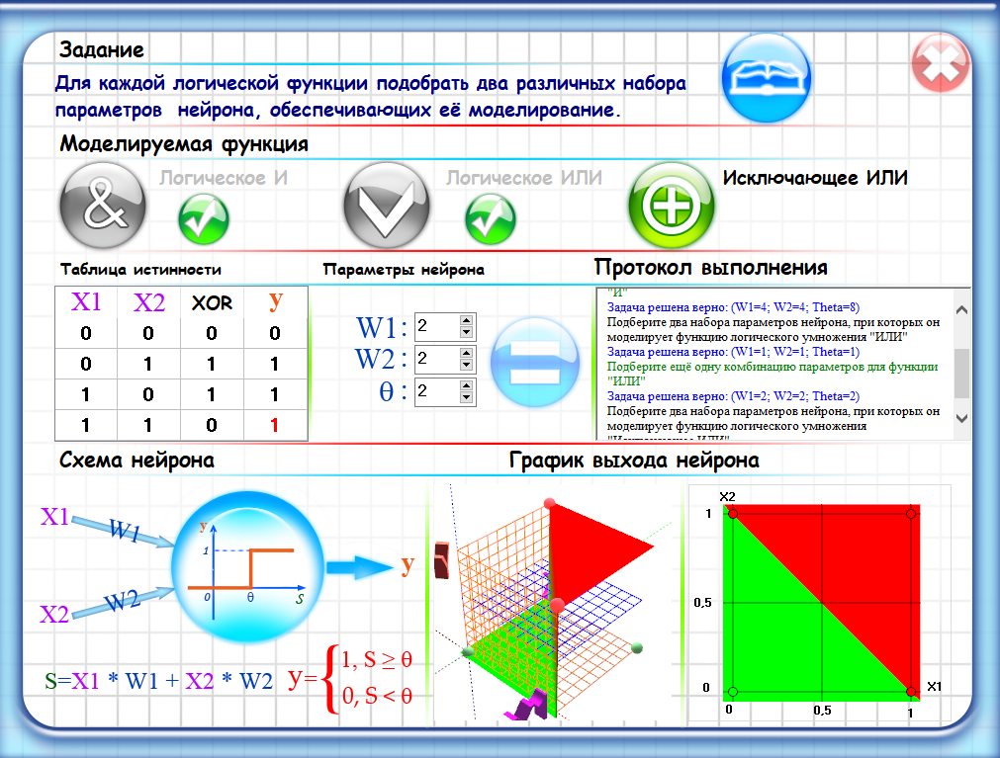 Задание
Для каждой логической функции подобрать два различных набора
параметров нейрона, обеспечивающих её моделирование.
Моделируемая функция
& Логическое И Логическое ИЛИ Исключающее ИЛИ
Таблица истинности
X1 X2 XOR y
0 0 0 0
0 1 1 1
1 0 1 1
1 1 0 1
Параметры нейрона
W1: 2
W2: 2
θ: 2
Протокол выполнения
"И"
Задача решена верно: (W1=4; W2=4; Theta=8)
Подберите два набора параметров нейрона, при которых он
моделирует функцию логического умножения "ИЛИ"
Задача решена верно: (W1=1; W2=1; Theta=1)
Подберите ещё одну комбинацию параметров для функции
"ИЛИ"
Задача решена верно: (W1=2; W2=2; Theta=2)
Подберите два набора параметров нейрона, при которых он
моделирует функцию логического умножения
"Исключающее ИЛИ"
Схема нейрона
X1 W1
X2 W2
y
1
0 θ S
y
S=X1 * W1 + X2 * W2
y={ 1, S ≥ θ
0, S < θ
График выхода нейрона
X2
1
0,5
0
X1
0 0,5 1